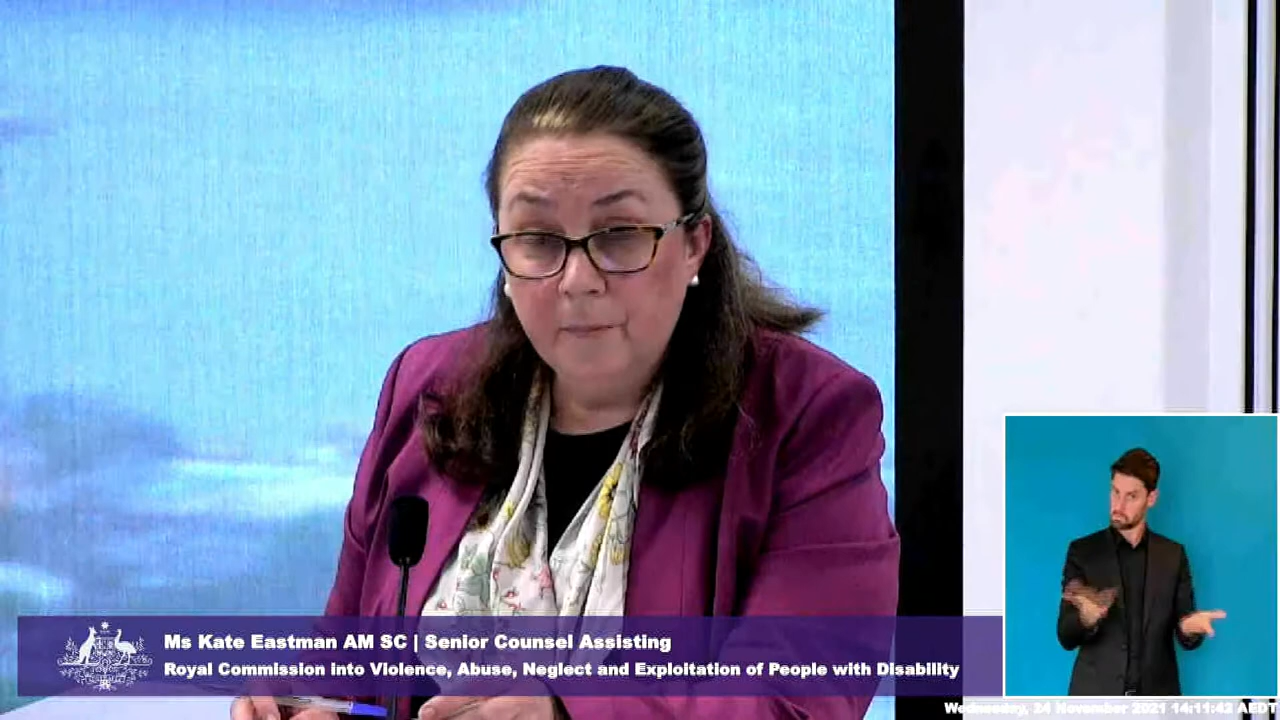 Ms Kate Eastman AM SC | Senior Counsel Assisting
Royal Commission into Violence, Abuse, Neglect and Exploitation of People with Disability
Wednesday, 24 November 2021 14:11:42 AEDT